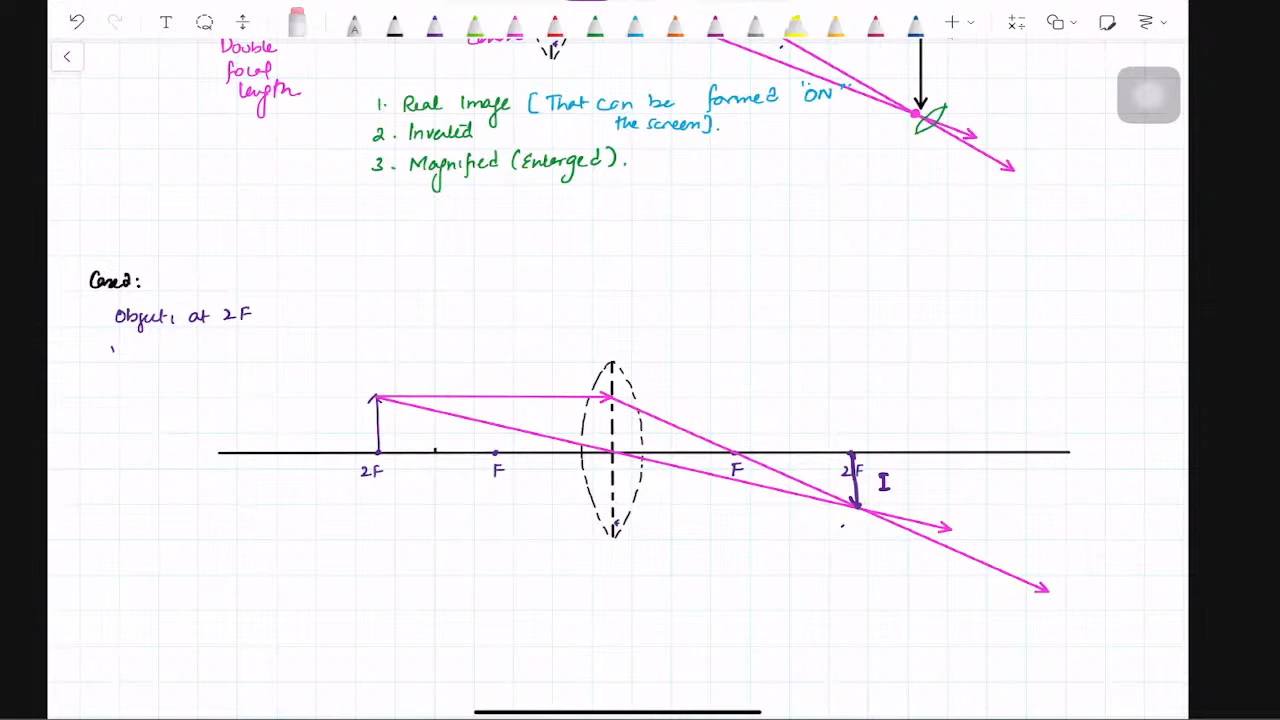 Double
focal
length
1. Real Image [That can be formed "ON"
the screen].
2. Inverted
3. Magnified (Enlarged).
Case2:
Object, at 2F
2F
F
F
2F
I